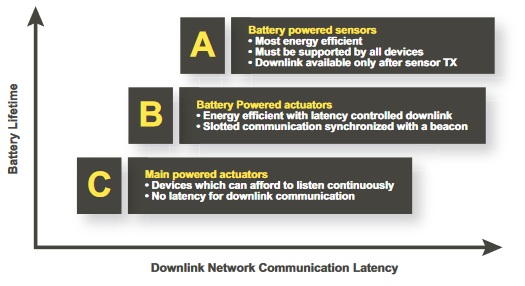 A
Battery powered sensors
• Most energy efficient
• Must be supported by all devices
• Downlink available only after sensor TX
B
Battery Powered actuators
• Energy efficient with latency controlled downlink
• Slotted communication synchronized with a beacon
C
Main powered actuators
• Devices which can afford to listen continuously
• No latency for downlink communication
Battery Lifetime
Downlink Network Communication Latency